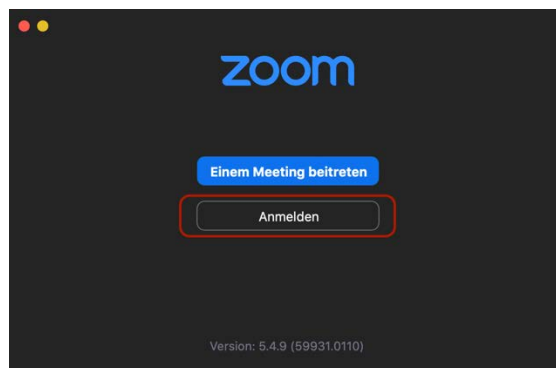 zoom
Einem Meeting beitreten
Anmelden
Version: 5.4.9 (59931.0110)